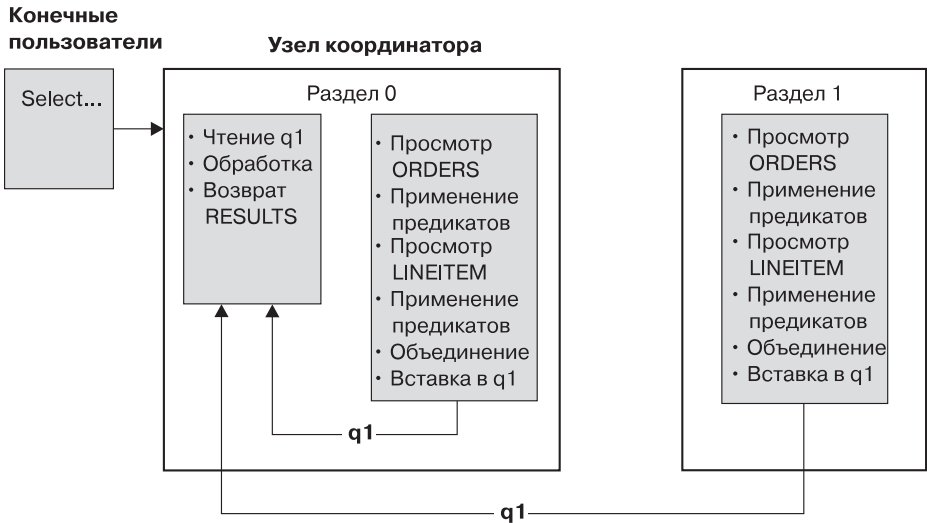 Конечные
пользователи
Узел координатора
Select...
Раздел 0
• Чтение q1
• Обработка
• Возврат
RESULTS
• Просмотр
ORDERS
• Применение
предикатов
• Просмотр
LINEITEM
• Применение
предикатов
• Объединение
• Вставка в q1
q1
Раздел 1
• Просмотр
ORDERS
• Применение
предикатов
• Просмотр
LINEITEM
• Применение
предикатов
• Объединение
• Вставка в q1
q1